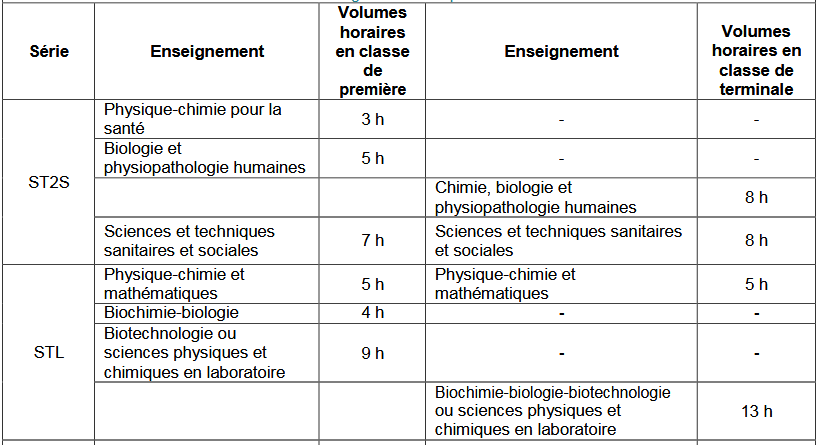 Série
Enseignement
Volumes
horaires
en classe
de
première
Enseignement
Volumes
horaires en
classe de
terminale
ST2S
Physique-chimie pour la
santé
3 h
-
-
Biologie et
physiopathologie humaines
5 h
-
-
Chimie, biologie et
physiopathologie humaines
8 h
Sciences et techniques
sanitaires et sociales
7 h
Sciences et techniques sanitaires
et sociales
8 h
STL
Physique-chimie et
mathématiques
5 h
Physique-chimie et
mathématiques
5 h
Biochimie-biologie
4 h
-
-
Biotechnologie ou
sciences physiques et
chimiques en laboratoire
9 h
-
-
Biochimie-biologie-biotechnologie
ou sciences physiques et
chimiques en laboratoire
13 h